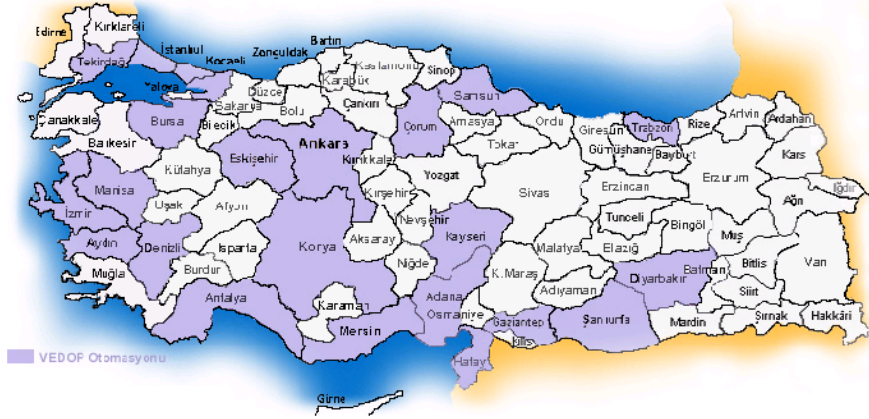 Edirne
Kırklareli
Tekirdağ
İstanbul
Kocaeli
Yalova
Zonguldak
Bartın
Kastamonu
Karabük
Sinop
Samsun
Düzce
Sakarya
Bolu
Çankırı
Çorum
Amasya
Ordu
Giresun
Trabzon
Rize
Artvin
Ardahan
Çanakkale
Bursa
Bilecik
Ankara
Tokat
Gümüşhane
Bayburt
Kars
Balıkesir
Kütahya
Eskişehir
Kırıkkale
Yozgat
Sivas
Erzincan
Erzurum
Iğdır
Ağrı
Manisa
İzmir
Uşak
Afyon
Kırşehir
Nevşehir
Kayseri
Tunceli
Bingöl
Muş
Aydın
Denizli
Isparta
Korya
Aksaray
Niğde
Malatya
Elazığ
Bitlis
Van
Muğla
Burdur
K.Maraş
Adıyaman
Diyarbakır
Batman
Siirt
Antalya
Karaman
Mersin
Adana
Osmaniye
Gaziantep
Kilis
Şanlıurfa
Mardin
Şırnak
Hakkâri
Hatay
VEDOP Otomasyonu
Girne